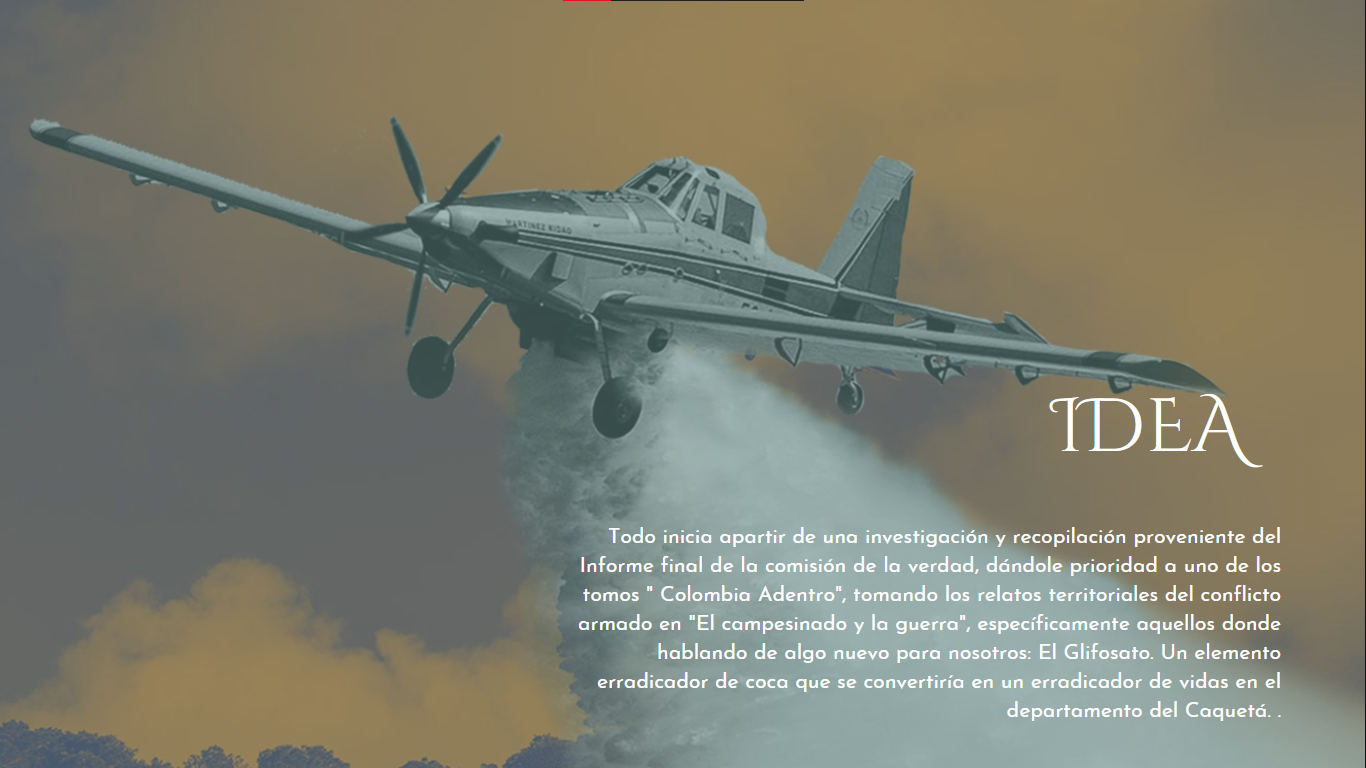 MARTINEZ RIDAO
IDEA
Todo inicia apartir de una investigación y recopilación proveniente del
Informe final de la comisión de la verdad, dándole prioridad a uno de los
tomos " Colombia Adentro", tomando los relatos territoriales del conflicto
armado en "El campesinado y la guerra", específicamente aquellos donde
hablando de algo nuevo para nosotros: El Glifosato. Un elemento
erradicador de coca que se convertiría en un erradicador de vidas en el
departamento del Caquetá. .